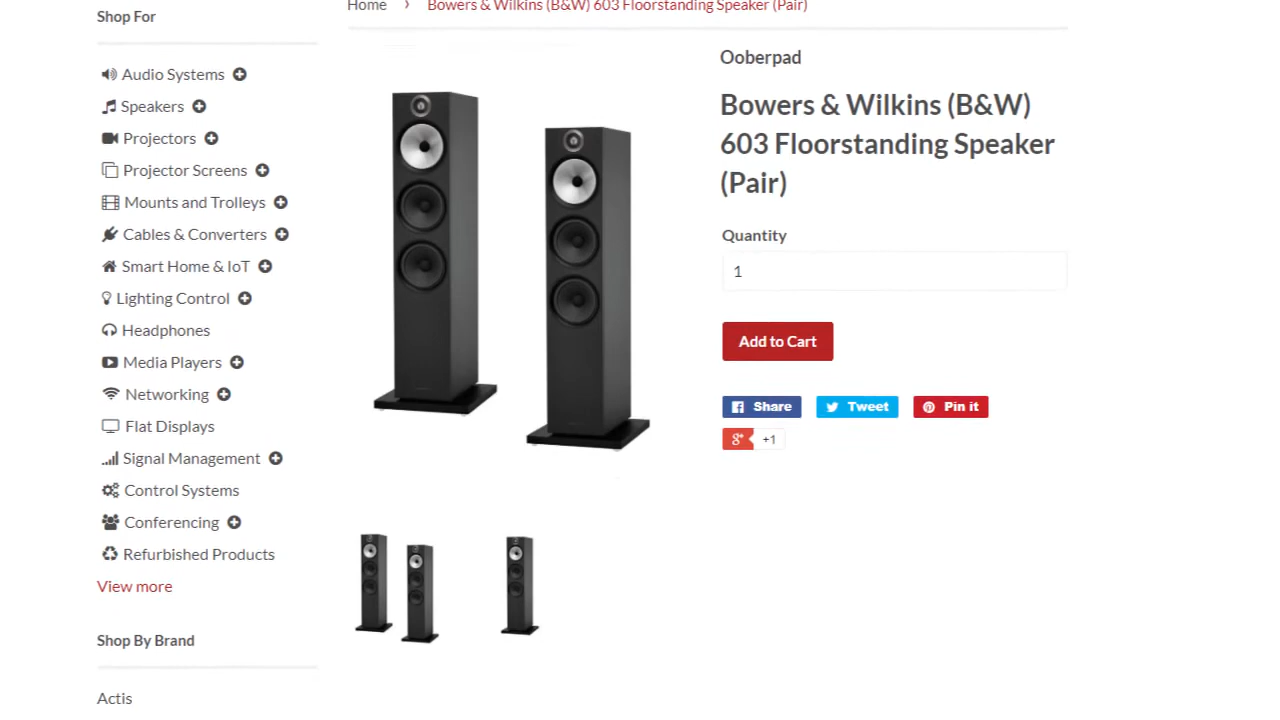 Shop For
Audio Systems
Speakers
Projectors
Projector Screens
Mounts and Trolleys
Cables & Converters
Smart Home & IoT
Lighting Control
Headphones
Media Players
Networking
Flat Displays
Signal Management
Control Systems
Conferencing
Refurbished Products
View more
Shop By Brand
Actis
Home › Bowers & Wilkins (B&W) 603 Floorstanding Speaker (Pair)
Ooberpad
Bowers & Wilkins (B&W)
603 Floorstanding Speaker
(Pair)
Quantity
1
Add to Cart
Share Tweet Pin it
g+ +1